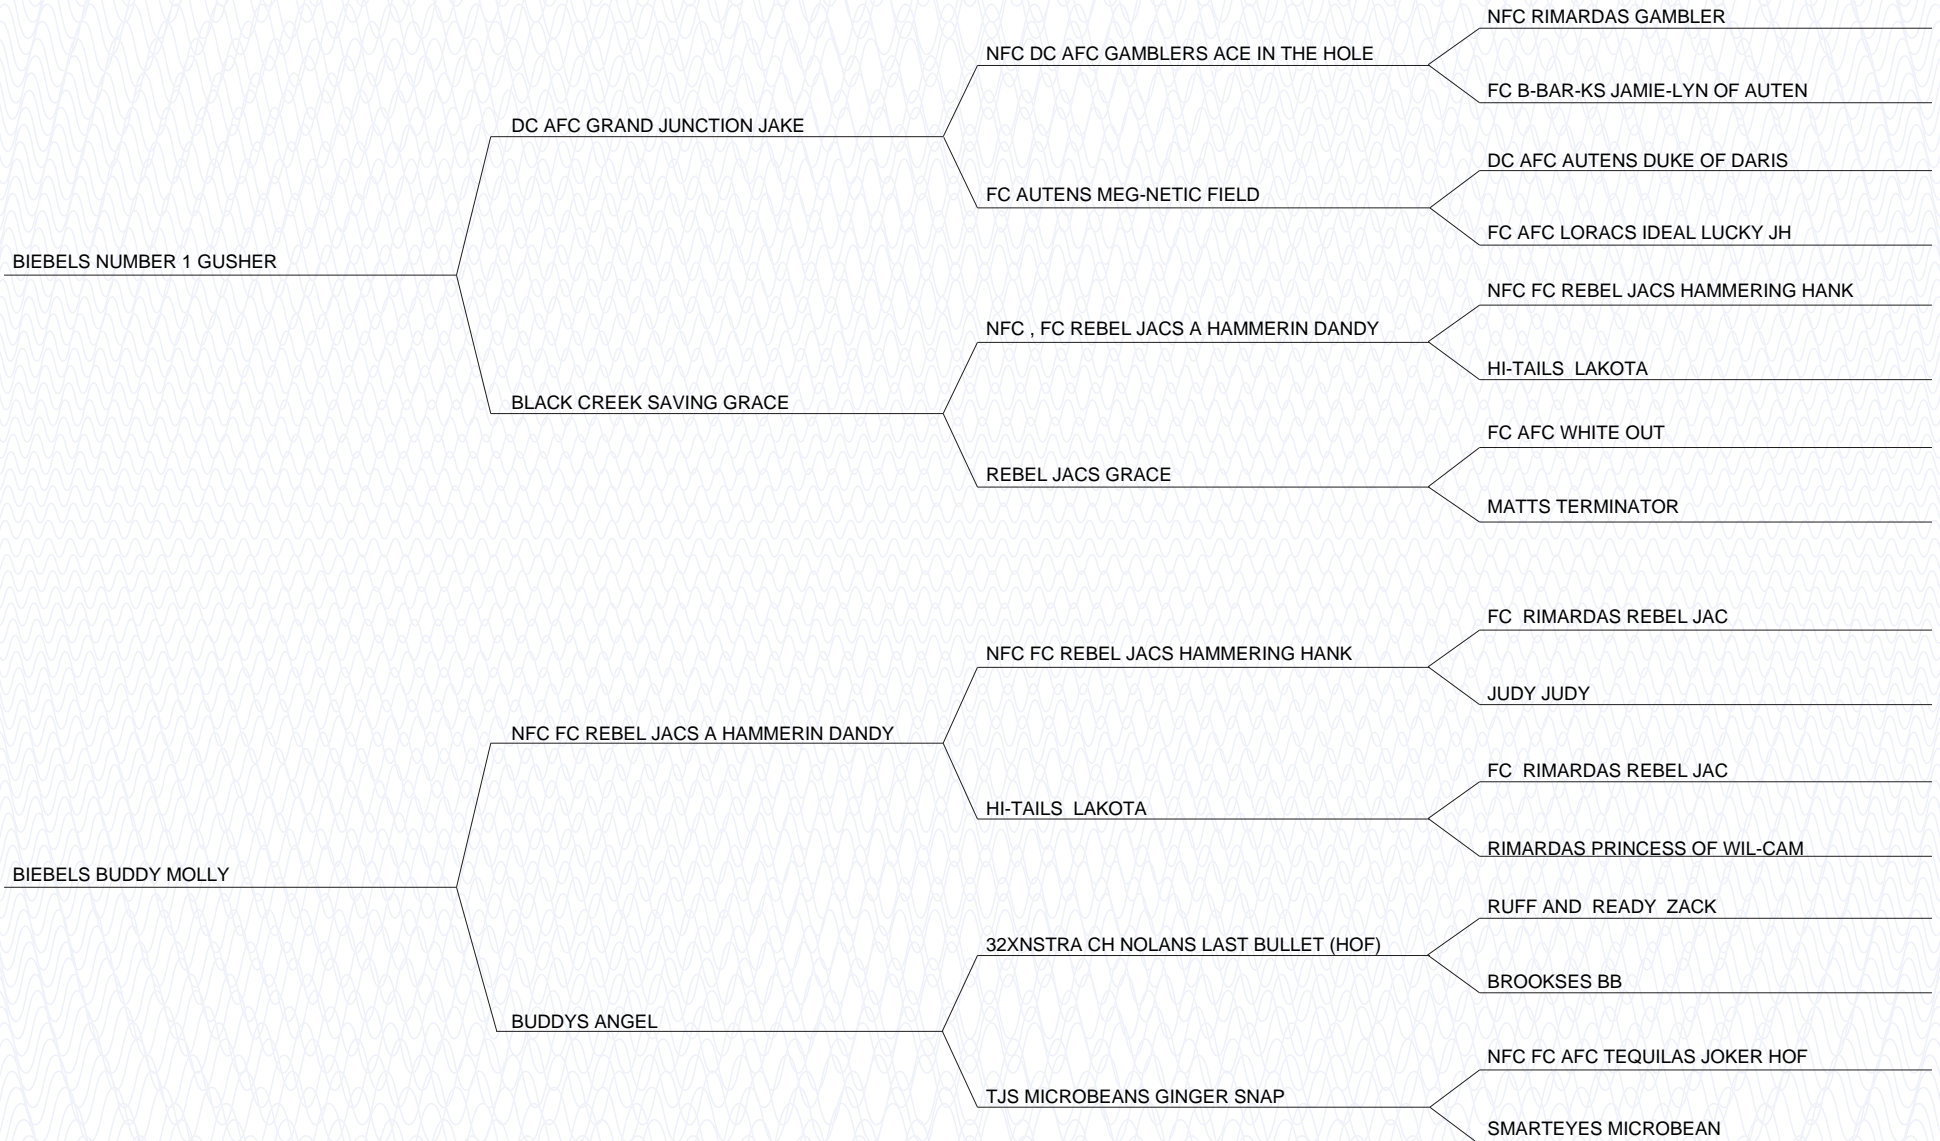 NFC RIMARDAS GAMBLER
NFC DC AFC GAMBLERS ACE IN THE HOLE
FC B-BAR-KS JAMIE-LYN OF AUTEN
DC AFC GRAND JUNCTION JAKE
DC AFC AUTENS DUKE OF DARIS
FC AUTENS MEG-NETIC FIELD
FC AFC LORACS IDEAL LUCKY JH
BIEBELS NUMBER 1 GUSHER
NFC FC REBEL JACS HAMMERING HANK
NFC , FC REBEL JACS A HAMMERIN DANDY
HI-TAILS  LAKOTA
BLACK CREEK SAVING GRACE
FC AFC WHITE OUT
REBEL JACS GRACE
MATTS TERMINATOR
FC  RIMARDAS REBEL JAC
NFC FC REBEL JACS HAMMERING HANK
JUDY JUDY
NFC FC REBEL JACS A HAMMERIN DANDY
FC  RIMARDAS REBEL JAC
HI-TAILS  LAKOTA
RIMARDAS PRINCESS OF WIL-CAM
BIEBELS BUDDY MOLLY
RUFF AND  READY  ZACK
32XNSTRA CH NOLANS LAST BULLET (HOF)
BROOKSES BB
BUDDYS ANGEL
NFC FC AFC TEQUILAS JOKER HOF
TJS MICROBEANS GINGER SNAP
SMARTEYES MICROBEAN